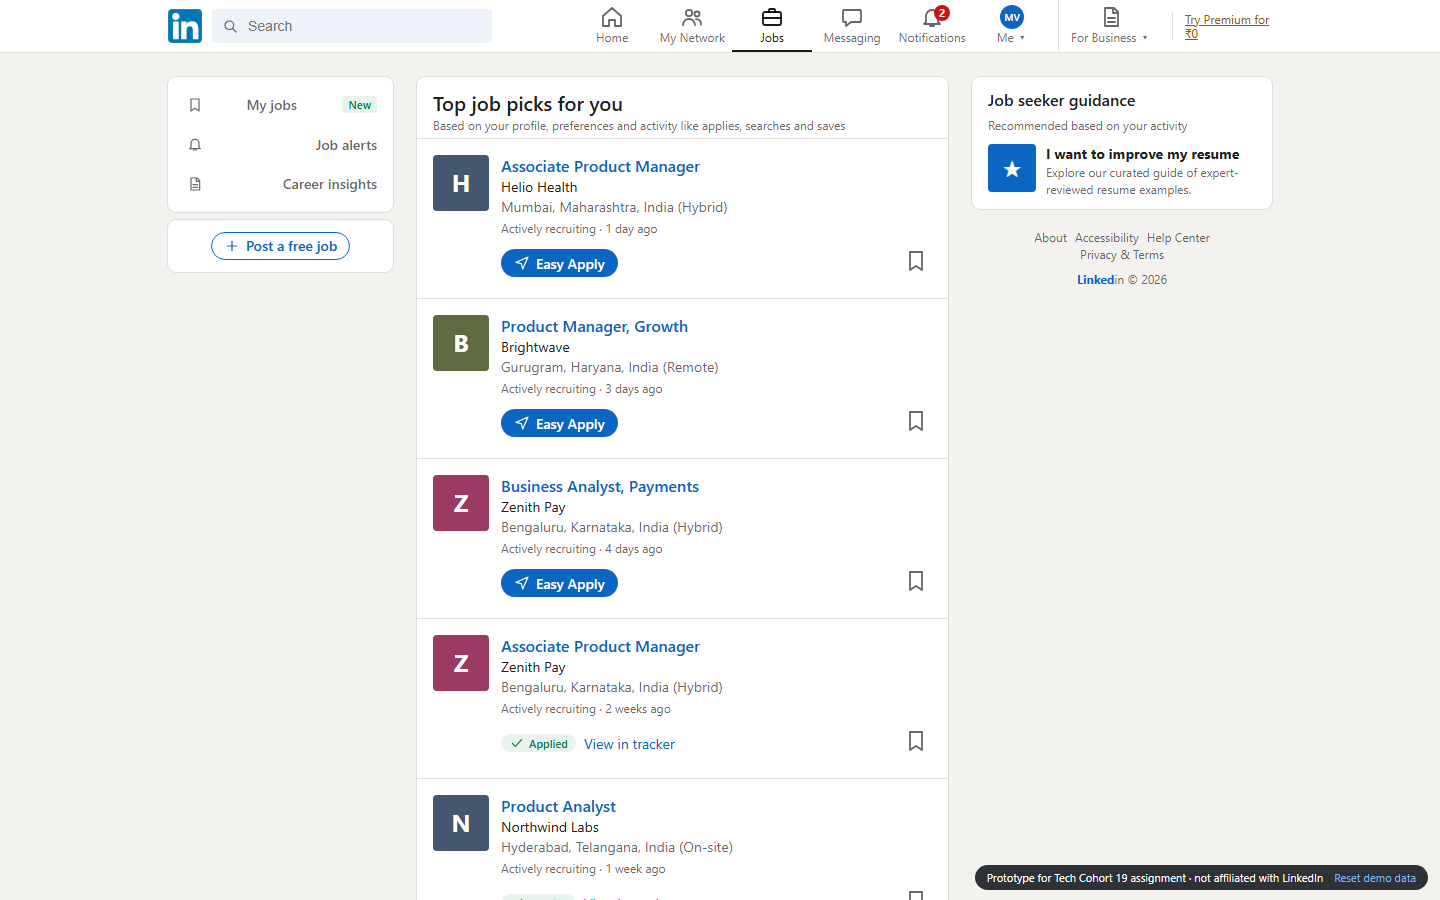 in
Search
Home
My Network
Jobs
Messaging
2
Notifications
MV
Me
For Business
Try Premium for
₹0
My jobs
New
Job alerts
Career insights
Post a free job
Top job picks for you
Based on your profile, preferences and activity like applies, searches and saves
H
Associate Product Manager
Helio Health
Mumbai, Maharashtra, India (Hybrid)
Actively recruiting · 1 day ago
Easy Apply
B
Product Manager, Growth
Brightwave
Gurugram, Haryana, India (Remote)
Actively recruiting · 3 days ago
Easy Apply
Z
Business Analyst, Payments
Zenith Pay
Bengaluru, Karnataka, India (Hybrid)
Actively recruiting · 4 days ago
Easy Apply
Z
Associate Product Manager
Zenith Pay
Bengaluru, Karnataka, India (Hybrid)
Actively recruiting · 2 weeks ago
Applied
View in tracker
N
Product Analyst
Northwind Labs
Hyderabad, Telangana, India (On-site)
Actively recruiting · 1 week ago
Job seeker guidance
Recommended based on your activity
I want to improve my resume
Explore our curated guide of expert-
reviewed resume examples.
About Accessibility Help Center
Privacy & Terms
Linkedin © 2026
Prototype for Tech Cohort 19 assignment · not affiliated with LinkedIn Reset demo data